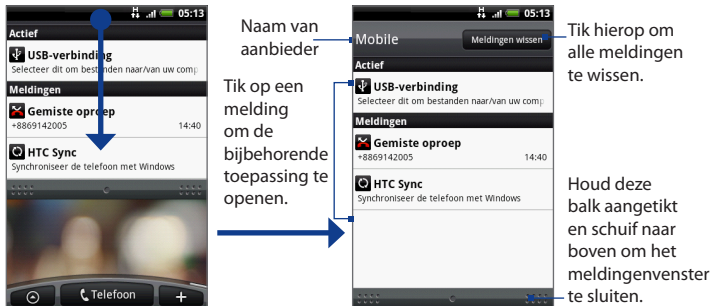 H 05:13
Actief
USB-verbinding
Selecteer dit om bestanden naar/van uw comp
Meldingen
Gemiste oproep
+8869142005 14:40
HTC Sync
Synchroniseer de telefoon met Windows
Telefoon
Naam van
aanbieder
Tik op een
melding
om de
bijbehorende
toepassing te
openen.
H 05:13
Mobile Meldingen wissen
Actief
USB-verbinding
Selecteer dit om bestanden naar/van uw comp
Meldingen
Gemiste oproep
+8869142005 14:40
HTC Sync
Synchroniseer de telefoon met Windows
Tik hierop om
alle meldingen
te wissen.
Houd deze
balk aangetikt
en schuif naar
boven om het
meldingenvenster
te sluiten.